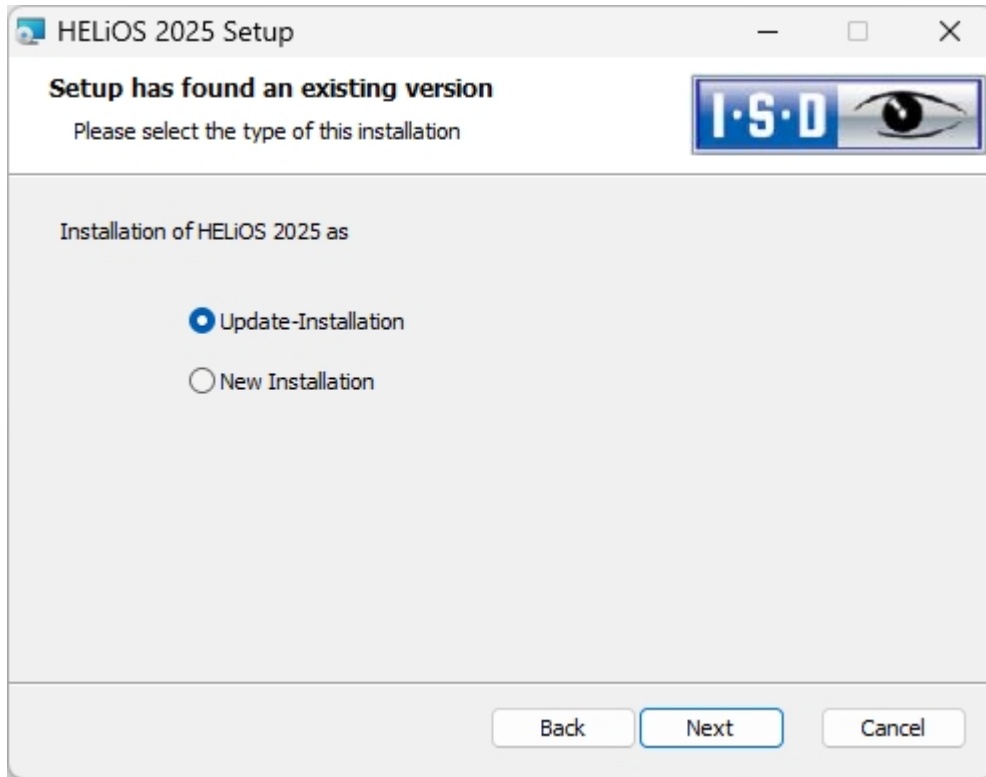 HELiOS 2025 Setup
Setup has found an existing version
Please select the type of this installation
I·S·D
Installation of HELiOS 2025 as
Update-Installation
New Installation
Back Next Cancel